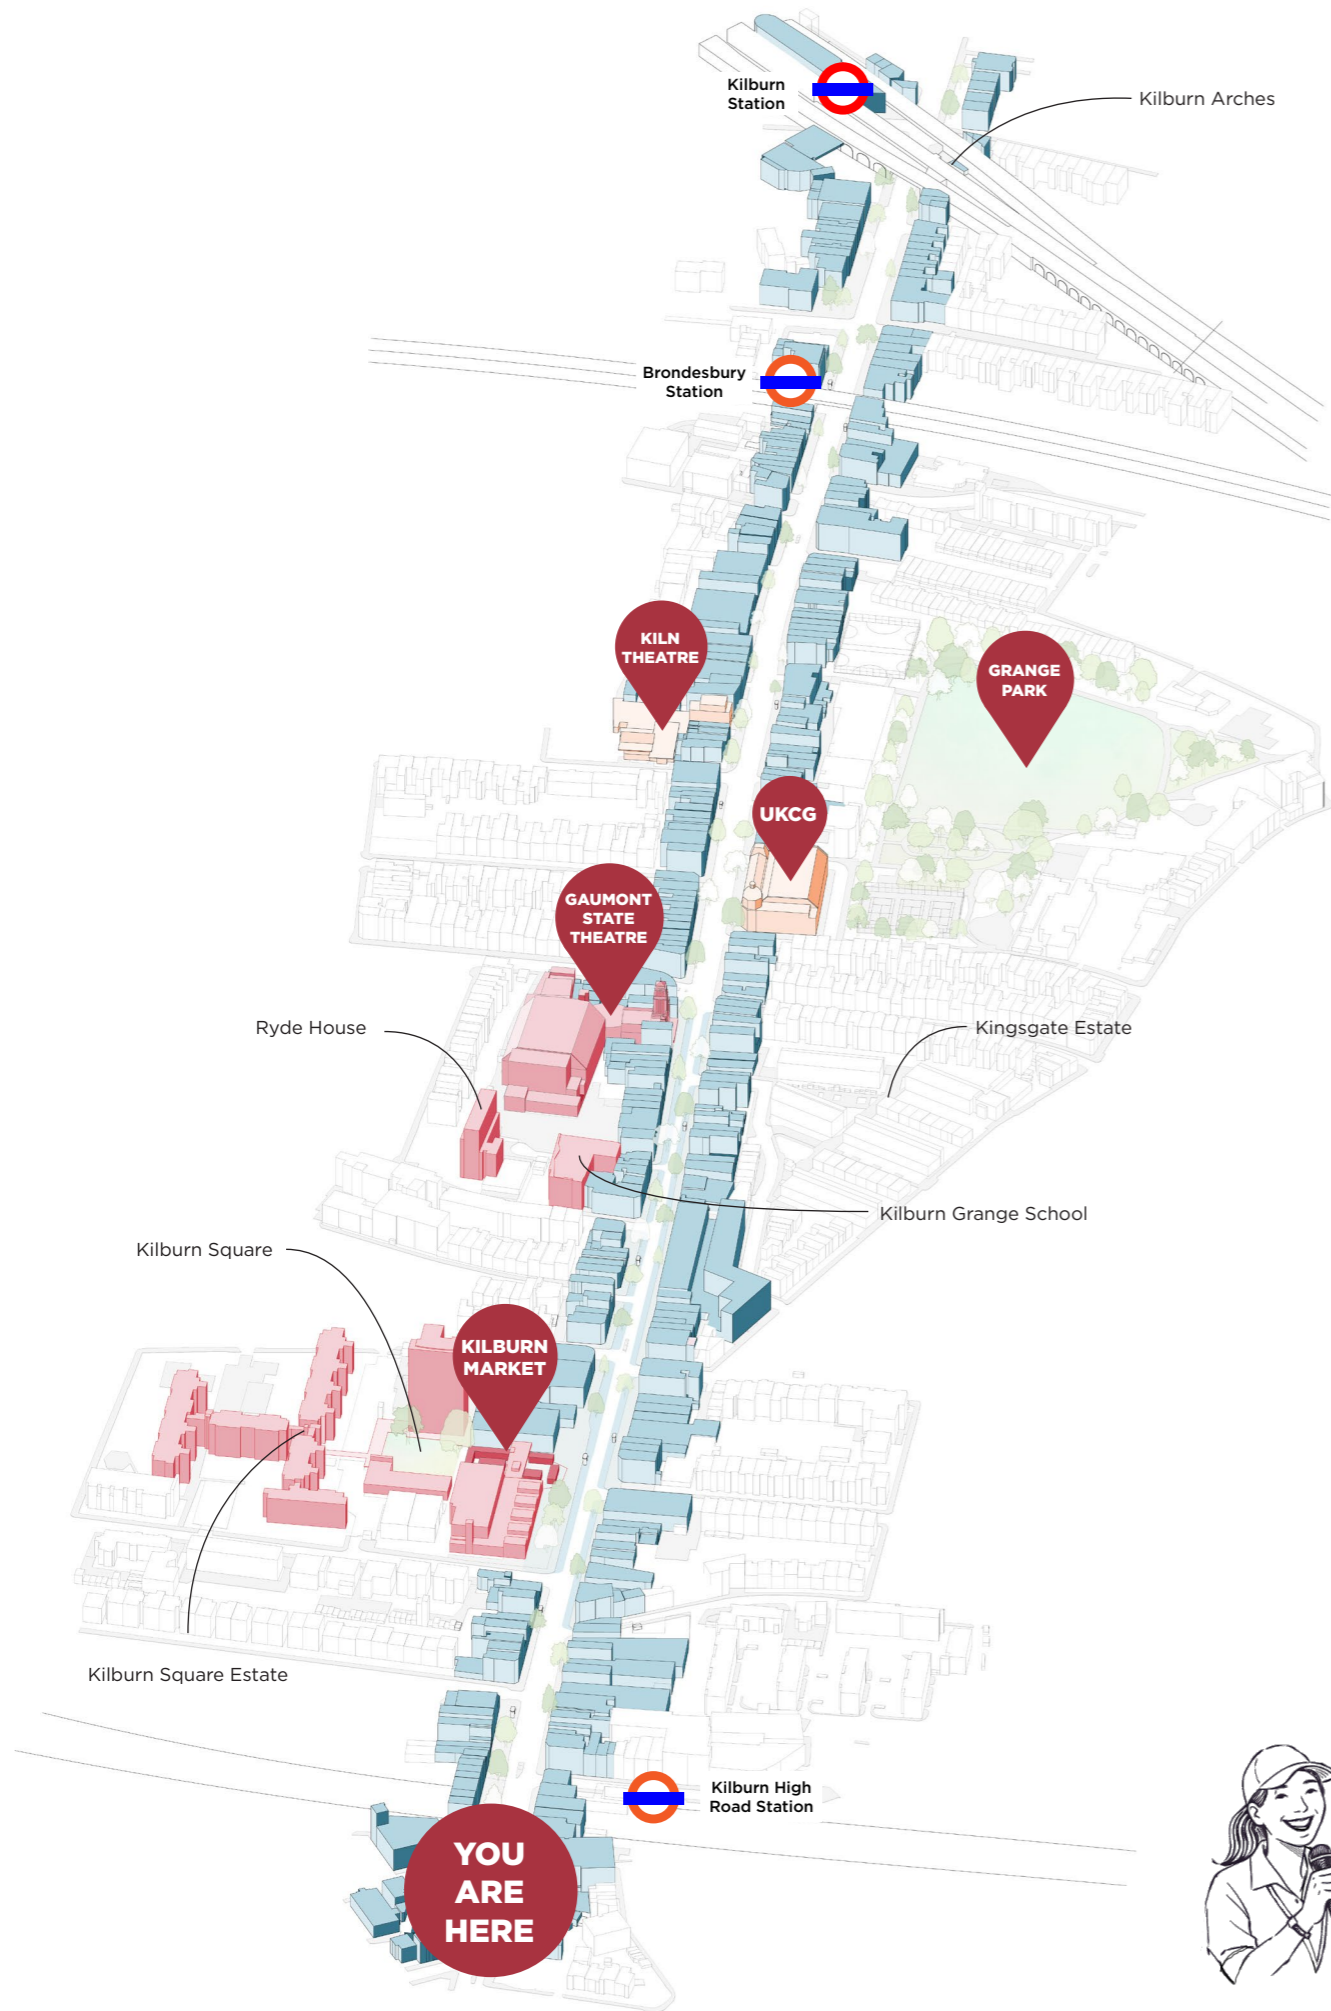 Kilburn
Station
Kilburn Arches
Brondesbury
Station
KILN
THEATRE
GRANGE
PARK
UKCG
GAUMONT
STATE
THEATRE
Ryde House
Kingsgate Estate
Kilburn Grange School
Kilburn Square
KILBURN
MARKET
Kilburn Square Estate
Kilburn High
Road Station
YOU
ARE
HERE